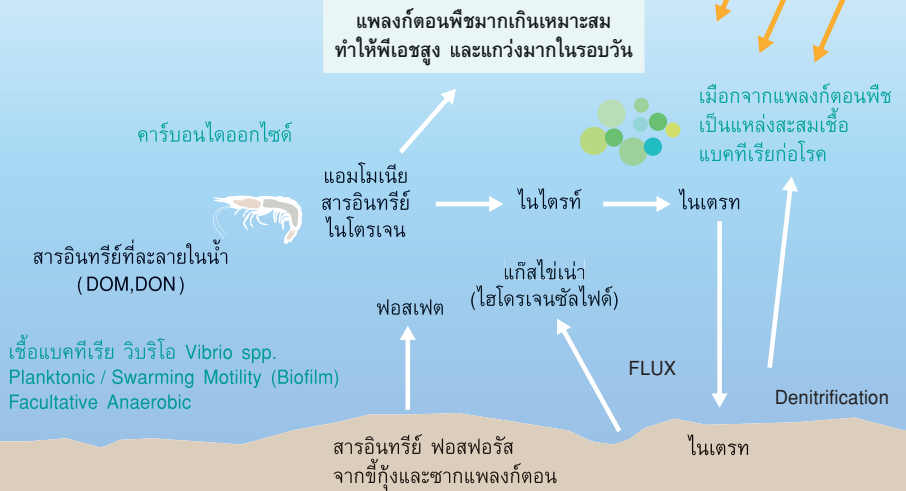 แพลงก์ตอนพืชมากเกินเหมาะสม
ทำให้พีเอชสูง และแกว่งมากในรอบวัน
เมือกจากแพลงก์ตอนพืช
เป็นแหล่งสะสมเชื้อ
แบคทีเรียก่อโรค
คาร์บอนไดออกไซด์
แอมโมเนีย
สารอินทรีย์
ไนโตรเจน
ไนไตรท์
ไนเตรท
สารอินทรีย์ที่ละลายในน้ำ
(DOM,DON)
แก๊สไข่เน่า
(ไฮโดรเจนซัลไฟด์)
ฟอสเฟต
เชื้อแบคทีเรีย วิบริโอ Vibrio spp.
Planktonic / Swarming Motility (Biofilm)
Facultative Anaerobic
FLUX
Denitrification
สารอินทรีย์ ฟอสฟอรัส
จากขี้กุ้งและซากแพลงก์ตอน
ไนเตรท